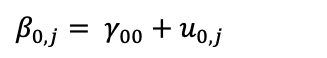 β₀,ⱼ = γ₀₀ + u₀,ⱼ